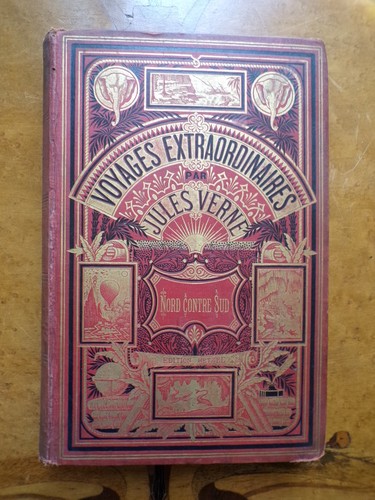 VOYAGES EXTRAORDINAIRES
PAR
JULES VERNE
NORD CONTRE SUD